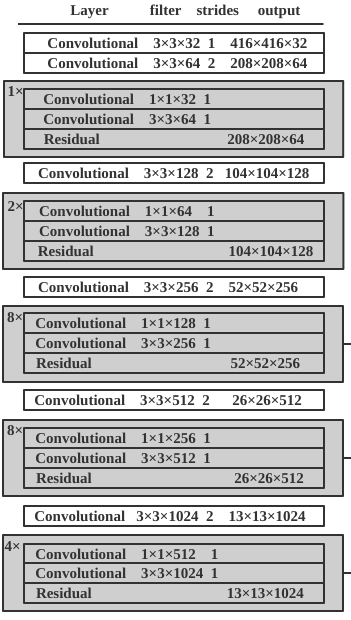 Layer filter strides output
Convolutional 3×3×32 1 416×416×32
Convolutional 3×3×64 2 208×208×64
1×
Convolutional 1×1×32 1
Convolutional 3×3×64 1
Residual 208×208×64
Convolutional 3×3×128 2 104×104×128
2×
Convolutional 1×1×64 1
Convolutional 3×3×128 1
Residual 104×104×128
Convolutional 3×3×256 2 52×52×256
8×
Convolutional 1×1×128 1
Convolutional 3×3×256 1
Residual 52×52×256
Convolutional 3×3×512 2 26×26×512
8×
Convolutional 1×1×256 1
Convolutional 3×3×512 1
Residual 26×26×512
Convolutional 3×3×1024 2 13×13×1024
4×
Convolutional 1×1×512 1
Convolutional 3×3×1024 1
Residual 13×13×1024